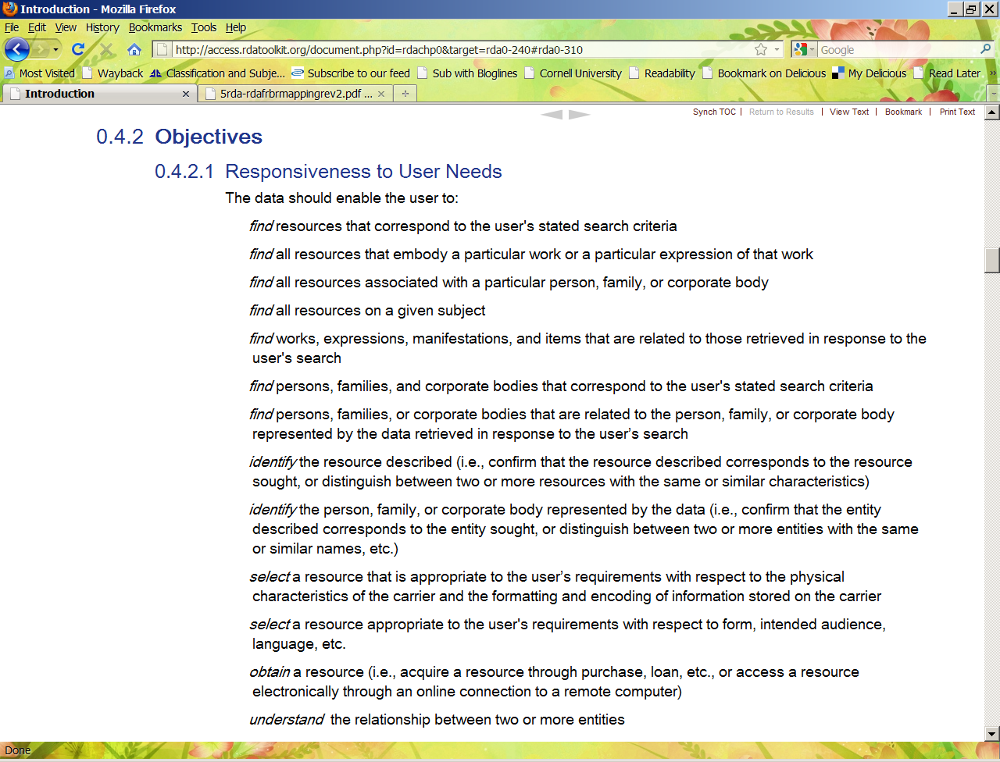 Introduction - Mozilla Firefox
File Edit View History Bookmarks Tools Help
http://access.rdatoolkit.org/document.php?id=rdachp0&target=rda0-240#rda0-310
Google
Most Visited Wayback Classification and Subje... Subscribe to our feed Sub with Bloglines Cornell University Readability Bookmark on Delicious My Delicious Read Later »
Introduction 5rda-rdafrbrmappingrev2.pdf ...
Synch TOC | Return to Results | View Text | Bookmark | Print Text
0.4.2 Objectives
0.4.2.1 Responsiveness to User Needs
The data should enable the user to:
find resources that correspond to the user's stated search criteria
find all resources that embody a particular work or a particular expression of that work
find all resources associated with a particular person, family, or corporate body
find all resources on a given subject
find works, expressions, manifestations, and items that are related to those retrieved in response to the
user's search
find persons, families, and corporate bodies that correspond to the user's stated search criteria
find persons, families, or corporate bodies that are related to the person, family, or corporate body
represented by the data retrieved in response to the user’s search
identify the resource described (i.e., confirm that the resource described corresponds to the resource
sought, or distinguish between two or more resources with the same or similar characteristics)
identify the person, family, or corporate body represented by the data (i.e., confirm that the entity
described corresponds to the entity sought, or distinguish between two or more entities with the same
or similar names, etc.)
select a resource that is appropriate to the user’s requirements with respect to the physical
characteristics of the carrier and the formatting and encoding of information stored on the carrier
select a resource appropriate to the user's requirements with respect to form, intended audience,
language, etc.
obtain a resource (i.e., acquire a resource through purchase, loan, etc., or access a resource
electronically through an online connection to a remote computer)
understand the relationship between two or more entities
Done